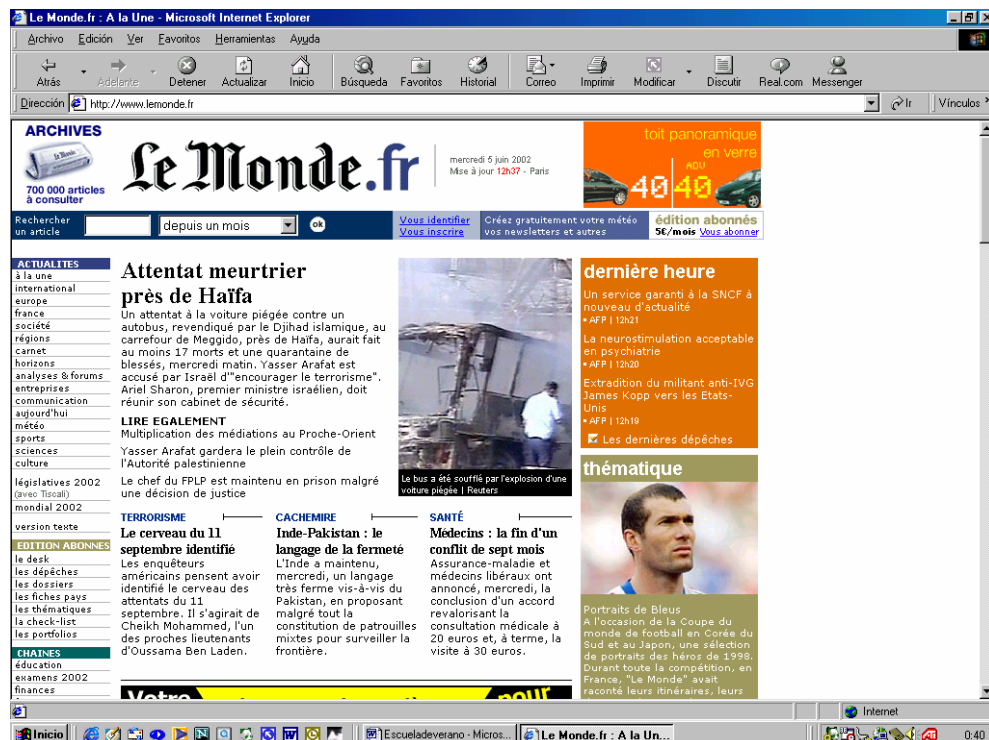 Le Monde.fr : A la Une - Microsoft Internet Explorer
Archivo Edición Ver Favoritos Herramientas Ayuda
Atrás Adelante Detener Actualizar Inicio Búsqueda Favoritos Historial Correo Imprimir Modificar Discutir Real.com Messenger
Dirección http://www.lemonde.fr Ir Vínculos
ARCHIVES
700 000 articles
à consulter
Le Monde.fr
mercredi 5 juin 2002
Mise à jour 12h37 - Paris
toit panoramique
en verre
ADV
40 40
Rechercher
un article
depuis un mois
ok
Vous identifier
Vous inscrire
Créez gratuitement votre météo
vos newsletters et autres
édition abonnés
5€/mois Vous abonner
ACTUALITES
à la une
international
europe
france
société
régions
carnet
horizons
analyses & forums
entreprises
communication
aujourd'hui
météo
sports
sciences
culture
législatives 2002
(avec Tiscali)
mondial 2002
version texte
EDITION ABONNES
le desk
les dépêches
les dossiers
les fiches pays
les thématiques
la check-list
les portfolios
CHAINES
éducation
examens 2002
finances
Attentat meurtrier
près de Haïfa
Un attentat à la voiture piégée contre un
autobus, revendiqué par le Djihad islamique, au
carrefour de Meggido, près de Haïfa, aurait fait
au moins 17 morts et une quarantaine de
blessés, mercredi matin. Yasser Arafat est
accusé par Israël d'"encourager le terrorisme".
Ariel Sharon, premier ministre israélien, doit
réunir son cabinet de sécurité.
LIRE EGALEMENT
Multiplication des médiations au Proche-Orient
Yasser Arafat gardera le plein contrôle de
l'Autorité palestinienne
Le chef du FPLP est maintenu en prison malgré
une décision de justice
Le bus a été soufflé par l'explosion d'une
voiture piégée | Reuters
TERRORISME
Le cerveau du 11
septembre identifié
Les enquêteurs
américains pensent avoir
identifié le cerveau des
attentats du 11
septembre. Il s'agirait de
Cheikh Mohammed, l'un
des proches lieutenants
d'Oussama Ben Laden.
CACHEMIRE
Inde-Pakistan : le
langage de la fermeté
L'Inde a maintenu,
mercredi, un langage
très ferme vis-à-vis du
Pakistan, en proposant
malgré tout la
constitution de patrouilles
mixtes pour surveiller la
frontière.
SANTÉ
Médecins : la fin d'un
conflit de sept mois
Assurance-maladie et
médecins libéraux ont
annoncé, mercredi, la
conclusion d'un accord
revalorisant la
consultation médicale à
20 euros et, à terme, la
visite à 30 euros.
dernière heure
Un service garanti à la SNCF à
nouveau d'actualité
AFP | 12h21
La neurostimulation acceptable
en psychiatrie
AFP | 12h20
Extradition du militant anti-IVG
James Kopp vers les Etats-
Unis
AFP | 12h19
Les dernières dépêches
thématique
Portraits de Bleus
A l'occasion de la Coupe du
monde de football en Corée du
Sud et au Japon, une sélection
de portraits des héros de 1998.
Durant toute la compétition, en
France, "Le Monde" avait
raconté leurs itinéraires, leurs
Votre
pour
Internet
Inicio Escueladeverano - Micros... Le Monde.fr : A la Un... 0:40